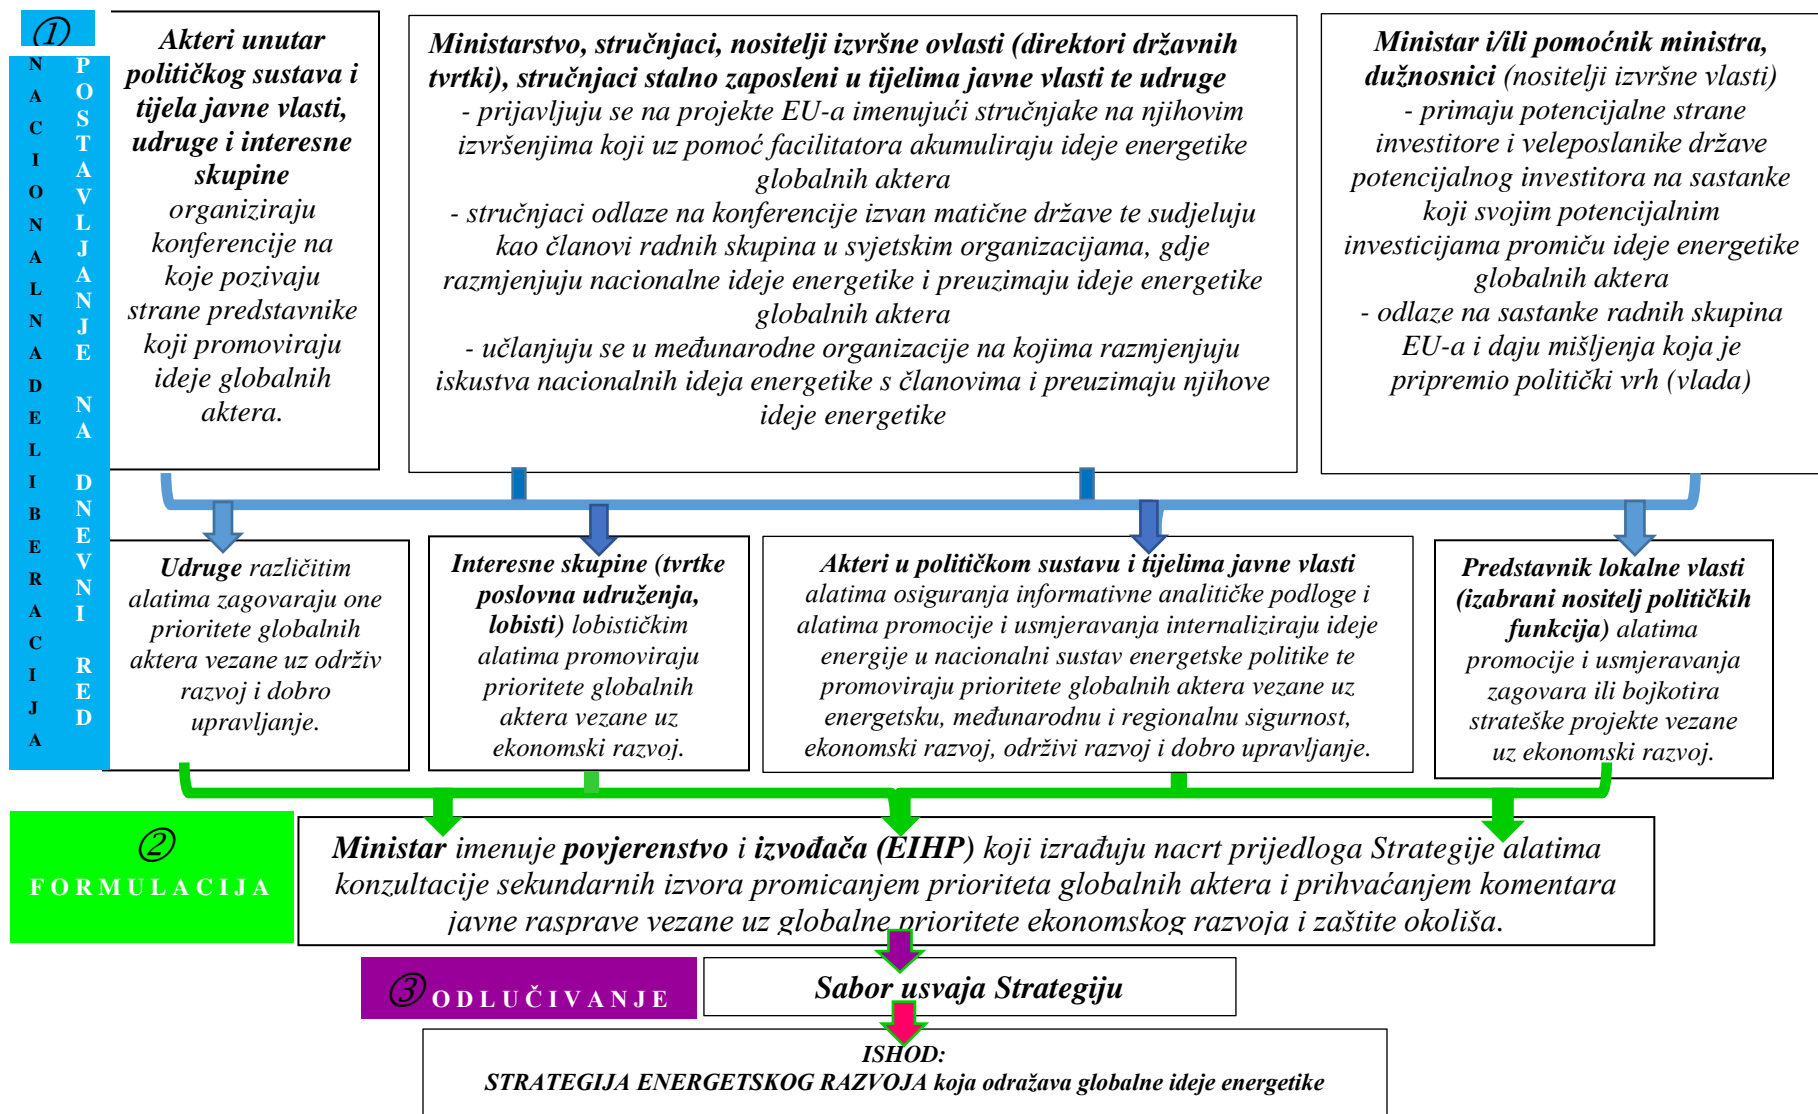 ①
NACIONALNA DELIBERACIJA
POSTAVLJANJE NA DNEVNI RED
Akteri unutar
političkog sustava i
tijela javne vlasti,
udruge i interesne
skupine
organiziraju
konferencije na
koje pozivaju
strane predstavnike
koji promoviraju
ideje globalnih
aktera.
Ministarstvo, stručnjaci, nositelji izvršne ovlasti (direktori državnih
tvrtki), stručnjaci stalno zaposleni u tijelima javne vlasti te udruge
- prijavljuju se na projekte EU-a imenujući stručnjake na njihovim
izvršenjima koji uz pomoć facilitatora akumuliraju ideje energetike
globalnih aktera
- stručnjaci odlaze na konferencije izvan matične države te sudjeluju
kao članovi radnih skupina u svjetskim organizacijama, gdje
razmjenjuju nacionalne ideje energetike i preuzimaju ideje energetike
globalnih aktera
- učlanjuju se u međunarodne organizacije na kojima razmjenjuju
iskustva nacionalnih ideja energetike s članovima i preuzimaju njihove
ideje energetike
Ministar i/ili pomoćnik ministra,
dužnosnici (nositelji izvršne vlasti)
- primaju potencijalne strane
investitore i veleposlanike države
potencijalnog investitora na sastanke
koji svojim potencijalnim
investicijama promiču ideje energetike
globalnih aktera
- odlaze na sastanke radnih skupina
EU-a i daju mišljenja koja je
pripremio politički vrh (vlada)
Udruge različitim
alatima zagovaraju one
prioritete globalnih
aktera vezane uz održiv
razvoj i dobro
upravljanje.
Interesne skupine (tvrtke
poslovna udruženja,
lobisti) lobističkim
alatima promoviraju
prioritete globalnih
aktera vezane uz
ekonomski razvoj.
Akteri u političkom sustavu i tijelima javne vlasti
alatima osiguranja informativne analitičke podloge i
alatima promocije i usmjeravanja internaliziraju ideje
energije u nacionalni sustav energetske politike te
promoviraju prioritete globalnih aktera vezane uz
energetsku, međunarodnu i regionalnu sigurnost,
ekonomski razvoj, održivi razvoj i dobro upravljanje.
Predstavnik lokalne vlasti
(izabrani nositelj političkih
funkcija) alatima
promocije i usmjeravanja
zagovara ili bojkotira
strateške projekte vezane
uz ekonomski razvoj.
②
FORMULACIJA
Ministar imenuje povjerenstvo i izvođača (EIHP) koji izrađuju nacrt prijedloga Strategije alatima
konzultacije sekundarnih izvora promicanjem prioriteta globalnih aktera i prihvaćanjem komentara
javne rasprave vezane uz globalne prioritete ekonomskog razvoja i zaštite okoliša.
③ ODLUČIVANJE
Sabor usvaja Strategiju
ISHOD:
STRATEGIJA ENERGETSKOG RAZVOJA koja odražava globalne ideje energetike